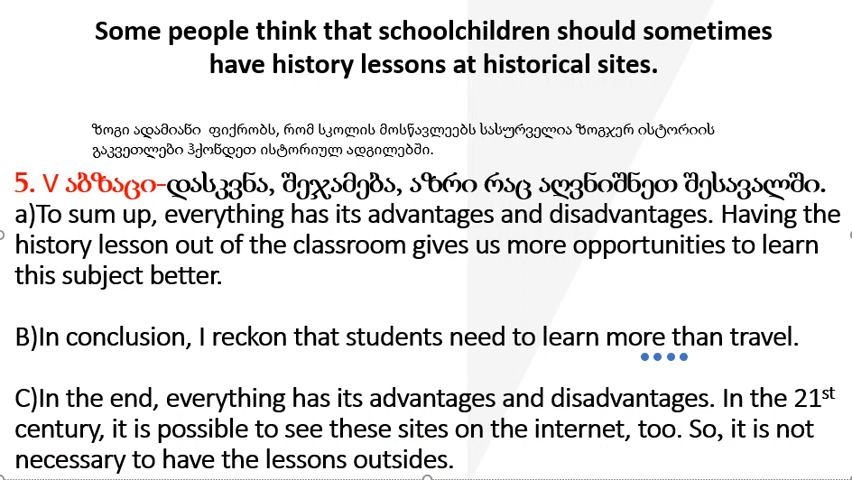 Some people think that schoolchildren should sometimes
have history lessons at historical sites.
ზოგი ადამიანი ფიქრობს, რომ სკოლის მოსწავლეებს სასურველია ზოგჯერ ისტორიის
გაკვეთლები ჰქონდეთ ისტორიულ ადგილებში.
5. V აბზაცი-დასკვნა, შეჯამება, აზრი რაც აღვნიშნეთ შესავალში.
a)To sum up, everything has its advantages and disadvantages. Having the
history lesson out of the classroom gives us more opportunities to learn
this subject better.
B)In conclusion, I reckon that students need to learn more than travel.
C)In the end, everything has its advantages and disadvantages. In the 21st
century, it is possible to see these sites on the internet, too. So, it is not
necessary to have the lessons outsides.